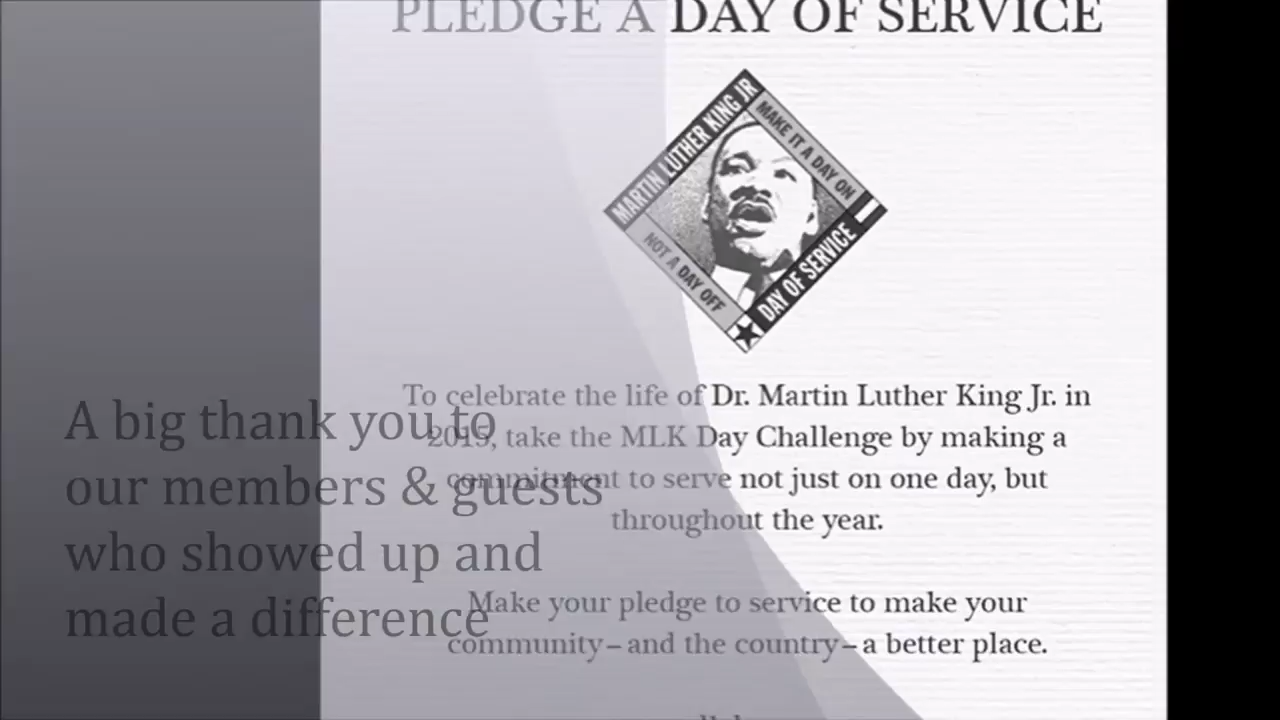 PLEDGE A DAY OF SERVICE
MARTIN LUTHER KING JR
MAKE IT A DAY ON
NOT A DAY OFF
DAY OF SERVICE
To celebrate the life of Dr. Martin Luther King Jr. in
2015, take the MLK Day Challenge by making a
commitment to serve not just on one day, but
throughout the year.
Make your pledge to service to make your
community–and the country–a better place.
A big thank you to
our members & guests
who showed up and
made a difference